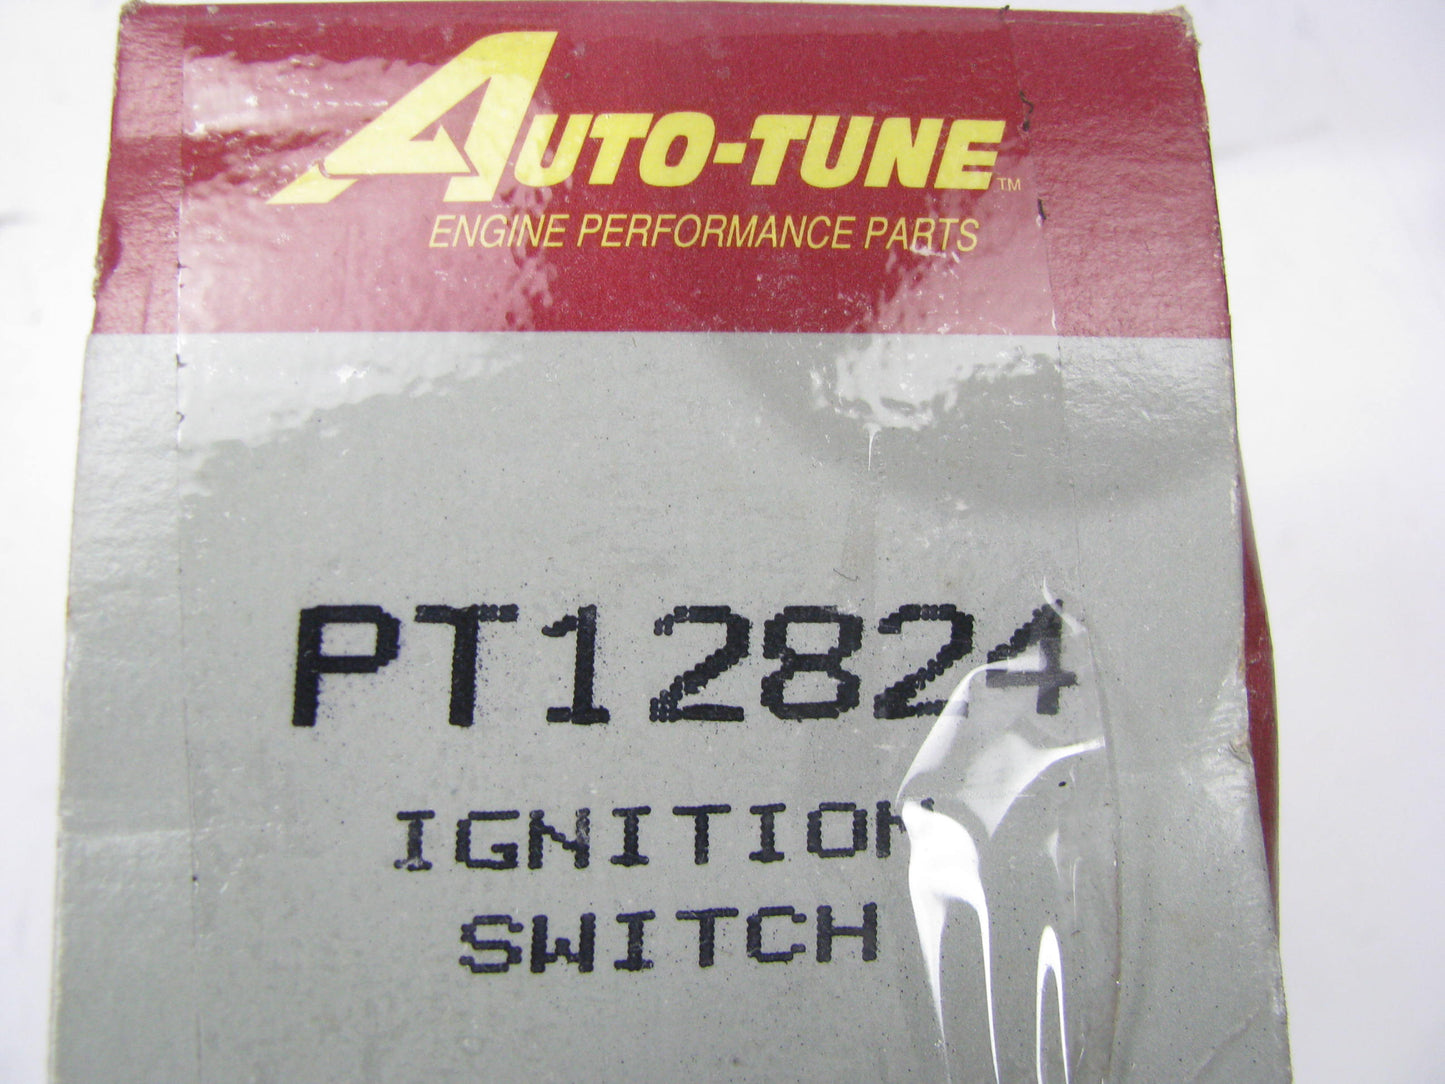 AUTO-TUNE™
ENGINE PERFORMANCE PARTS
PT12824
IGNITION
SWITCH